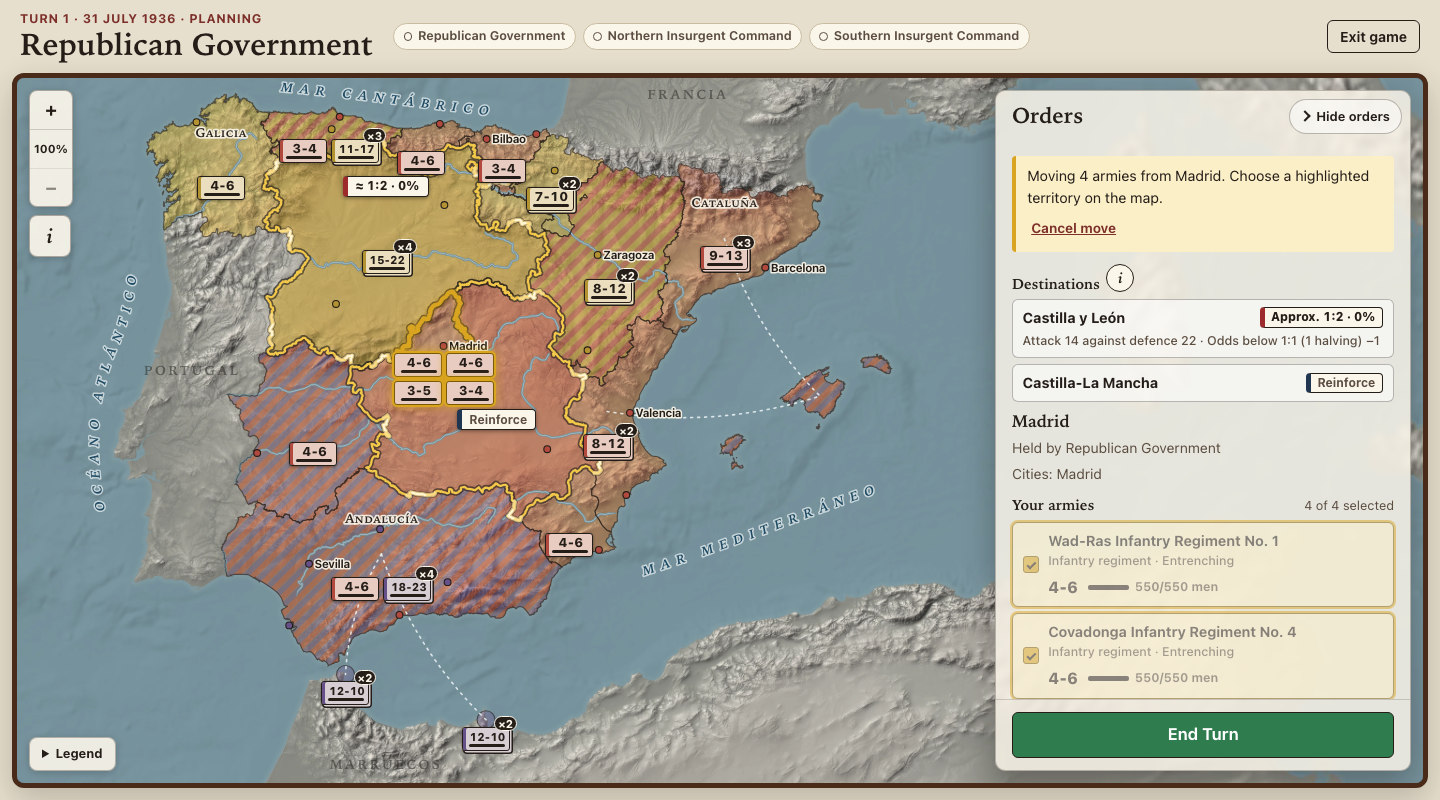 TURN 1 · 31 JULY 1936 · PLANNING
Republican Government
Republican Government
Northern Insurgent Command
Southern Insurgent Command
Exit game
+
100%
−
i
Legend
MAR CANTÁBRICO
FRANCIA
GALICIA
Bilbao
3-4
×3
11-17
4-6
3-4
≈ 1:2 · 0%
4-6
×2
7-10
CATALUÑA
×4
15-22
Zaragoza
×3
9-13
Barcelona
×2
8-12
OCÉANO ATLÁNTICO
PORTUGAL
Madrid
4-6
4-6
3-5
3-4
Reinforce
Valencia
×2
8-12
4-6
MAR MEDITERRÁNEO
ANDALUCÍA
4-6
Sevilla
4-6
×4
18-23
×2
12-10
×2
12-10
MARRUECOS
Orders
Hide orders
Moving 4 armies from Madrid. Choose a highlighted
territory on the map.
Cancel move
Destinations
i
Castilla y León
Approx. 1:2 · 0%
Attack 14 against defence 22 · Odds below 1:1 (1 halving) −1
Castilla-La Mancha
Reinforce
Madrid
Held by Republican Government
Cities: Madrid
Your armies
4 of 4 selected
Wad-Ras Infantry Regiment No. 1
Infantry regiment · Entrenching
4-6
550/550 men
Covadonga Infantry Regiment No. 4
Infantry regiment · Entrenching
4-6
550/550 men
End Turn